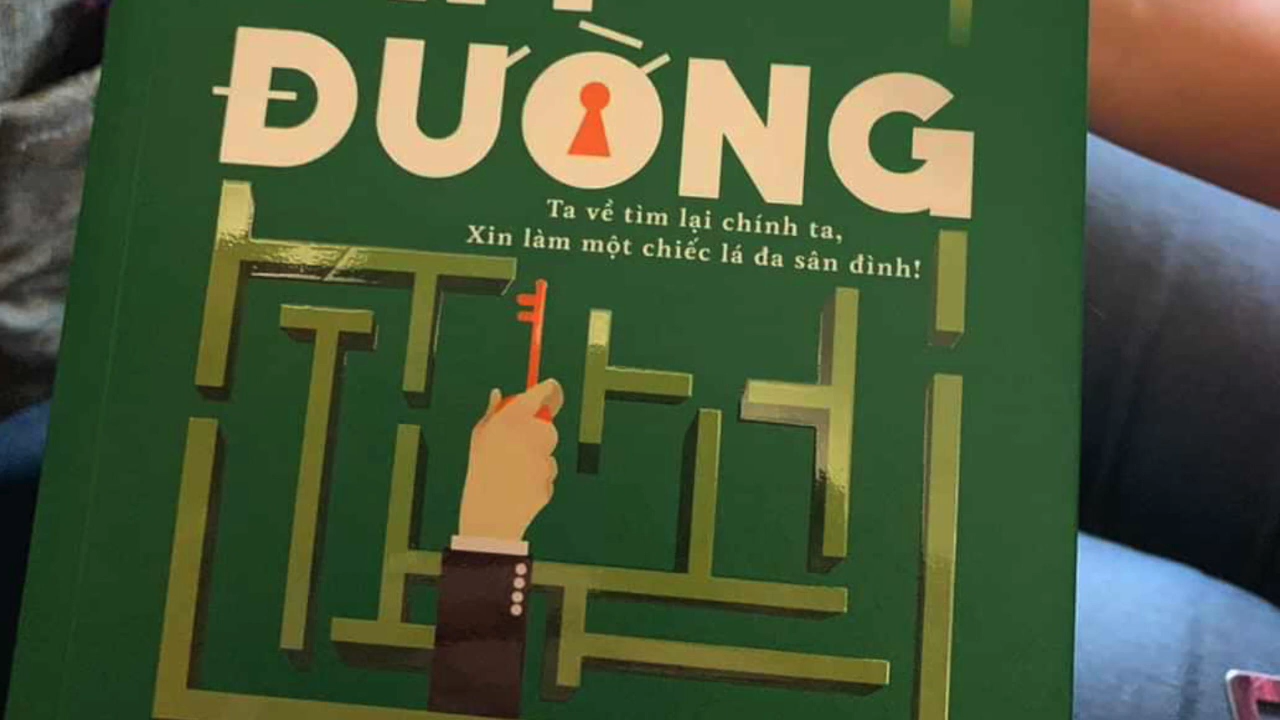 ĐƯỜNG
Ta về tìm lại chính ta,
Xin làm một chiếc lá đa sân đình!